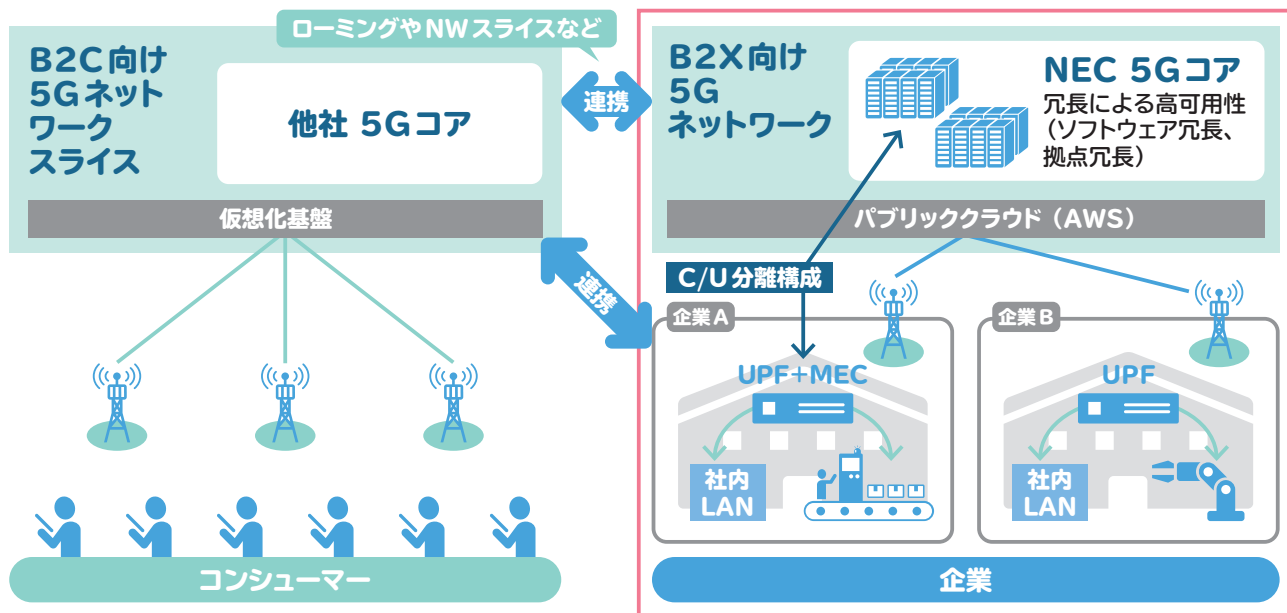 ローミングやNWスライスなど
B2C向け
5Gネット
ワーク
スライス
他社 5Gコア
仮想化基盤
連携
B2X向け
5G
ネットワーク
NEC 5Gコア
冗長による高可用性
（ソフトウェア冗長、
拠点冗長）
パブリッククラウド（AWS）
連携
C/U分離構成
企業A
UPF+MEC
社内
LAN
企業B
UPF
社内
LAN
コンシューマー
企業